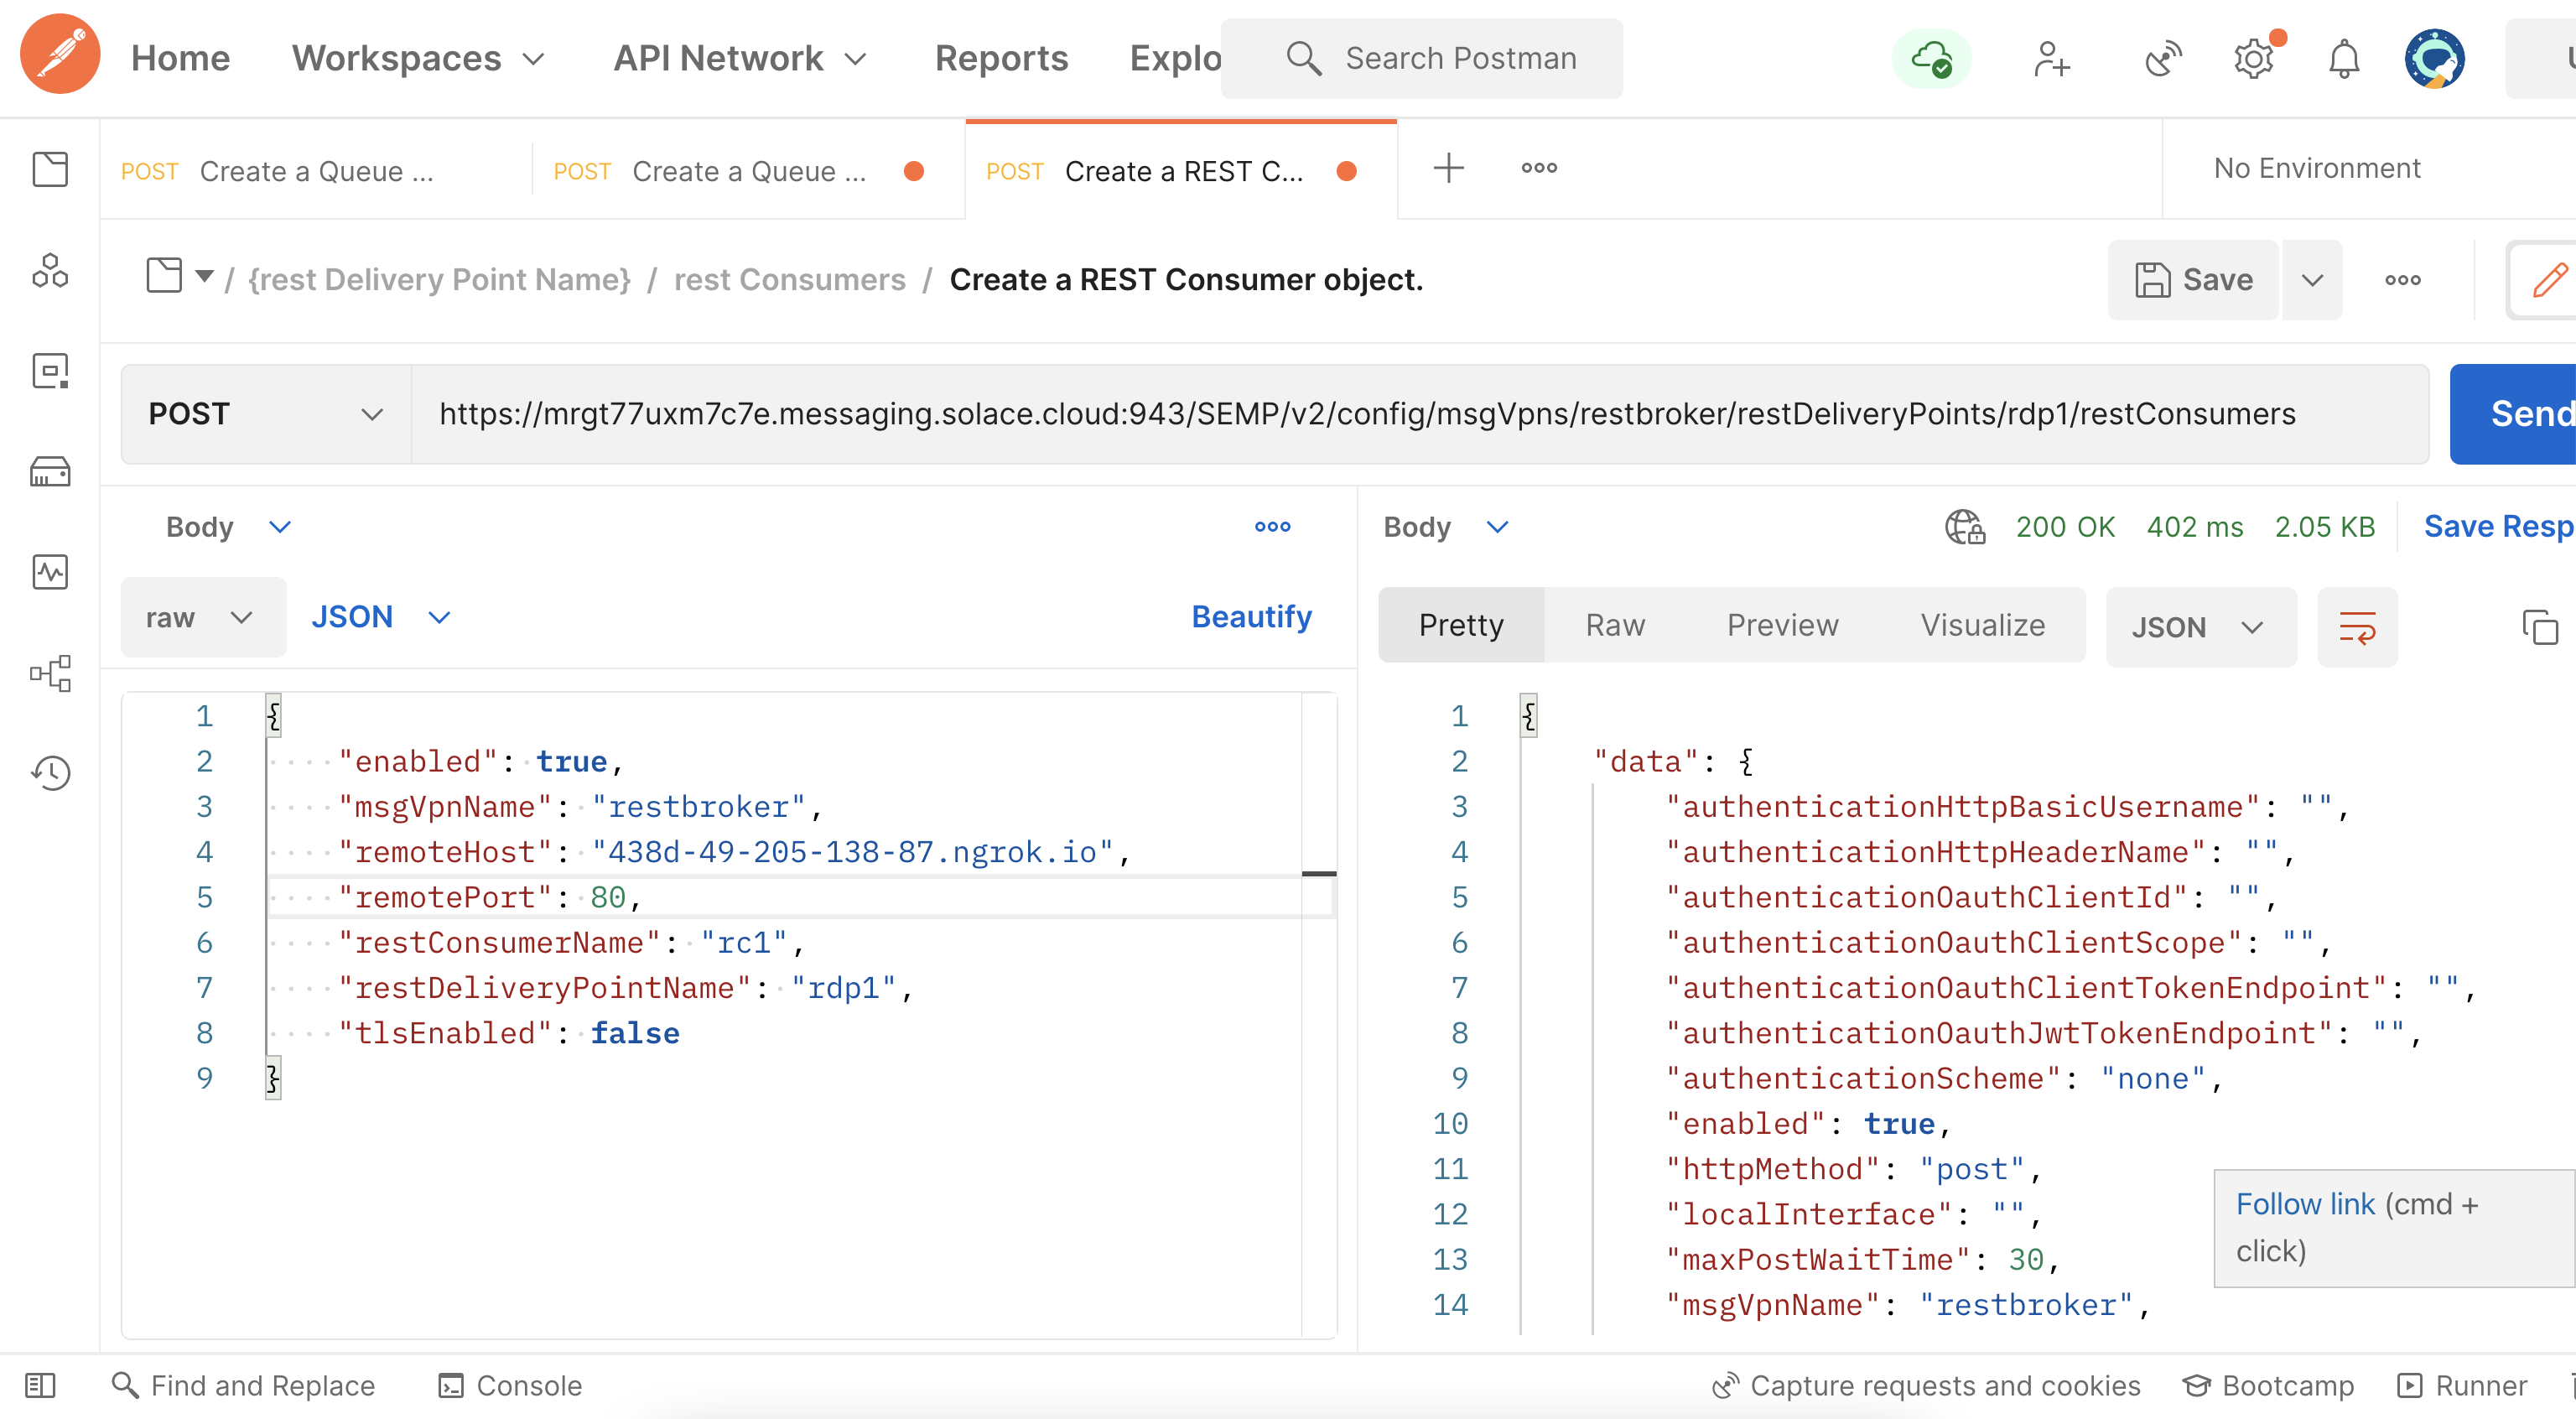 Home Workspaces API Network Reports Explo Search Postman
POST Create a Queue ... POST Create a Queue ... POST Create a REST C... No Environment
/ {rest Delivery Point Name} / rest Consumers / Create a REST Consumer object. Save
POST https://mrgt77uxm7c7e.messaging.solace.cloud:943/SEMP/v2/config/msgVpns/restbroker/restDeliveryPoints/rdp1/restConsumers Send
Body
raw JSON Beautify
1 {
2 "enabled": true,
3 "msgVpnName": "restbroker",
4 "remoteHost": "438d-49-205-138-87.ngrok.io",
5 "remotePort": 80,
6 "restConsumerName": "rc1",
7 "restDeliveryPointName": "rdp1",
8 "tlsEnabled": false
9 }
Body 200 OK 402 ms 2.05 KB Save Resp
Pretty Raw Preview Visualize JSON
1 {
2 "data": {
3 "authenticationHttpBasicUsername": "",
4 "authenticationHttpHeaderName": "",
5 "authenticationOauthClientId": "",
6 "authenticationOauthClientScope": "",
7 "authenticationOauthClientTokenEndpoint": "",
8 "authenticationOauthJwtTokenEndpoint": "",
9 "authenticationScheme": "none",
10 "enabled": true,
11 "httpMethod": "post",
12 "localInterface": "",
13 "maxPostWaitTime": 30,
14 "msgVpnName": "restbroker",
Follow link (cmd +
click)
Find and Replace Console Capture requests and cookies Bootcamp Runner